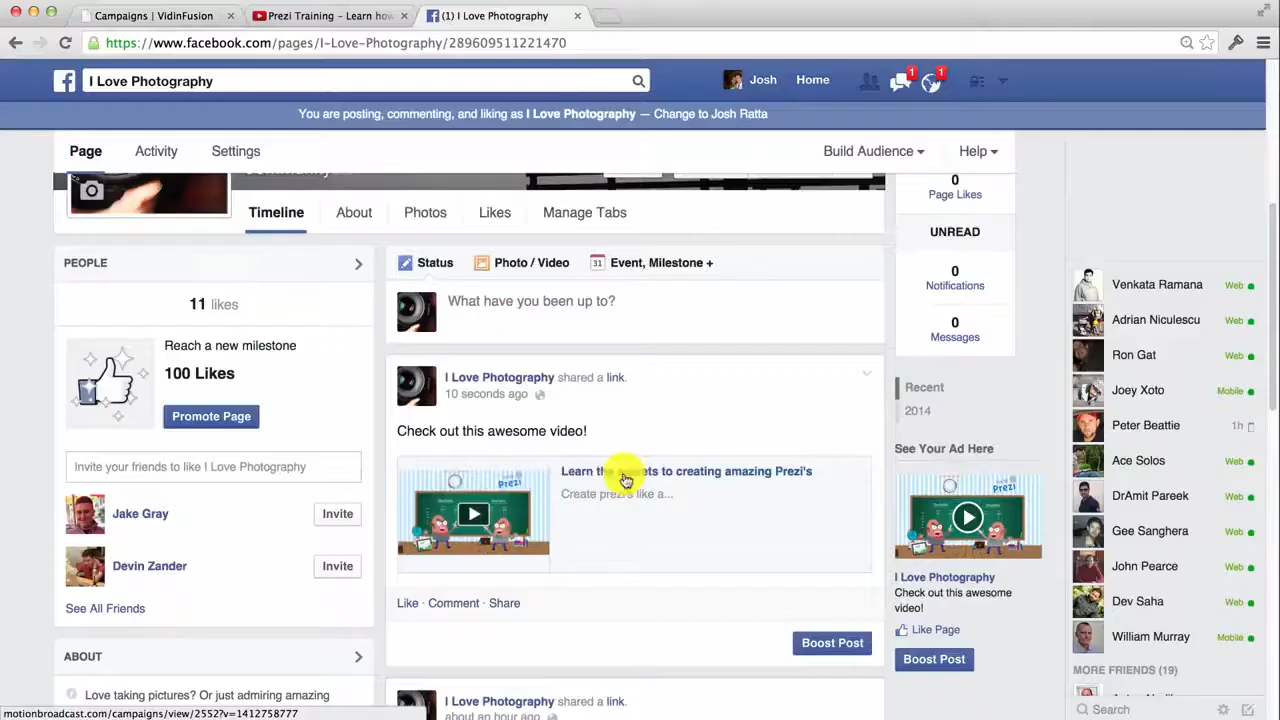 Campaigns | VidinFusion
Prezi Training - Learn how
(1) I Love Photography
https://www.facebook.com/pages/I-Love-Photography/289609511221470
I Love Photography
Josh
Home
1
1
You are posting, commenting, and liking as I Love Photography — Change to Josh Ratta
Page
Activity
Settings
Build Audience
Help
Timeline
About
Photos
Likes
Manage Tabs
0
Page Likes
UNREAD
0
Notifications
0
Messages
PEOPLE
11 likes
Reach a new milestone
100 Likes
Promote Page
Invite your friends to like I Love Photography
Jake Gray
Invite
Devin Zander
Invite
See All Friends
ABOUT
Love taking pictures? Or just admiring amazing
Status
Photo / Video
31
Event, Milestone +
What have you been up to?
I Love Photography shared a link.
10 seconds ago
Check out this awesome video!
Prezi
Learn the secrets to creating amazing Prezi's
Create prezi's like a...
Like · Comment · Share
Boost Post
I Love Photography shared a link.
about an hour ago
Recent
2014
See Your Ad Here
Prezi
I Love Photography
Check out this awesome
video!
Like Page
Boost Post
Venkata Ramana
Web
Adrian Niculescu
Web
Ron Gat
Web
Joey Xoto
Mobile
Peter Beattie
1h
Ace Solos
Web
DrAmit Pareek
Web
Gee Sanghera
Web
John Pearce
Web
Dev Saha
Web
William Murray
Mobile
MORE FRIENDS (19)
Search
motionbroadcast.com/campaigns/view/2552?v=1412758777